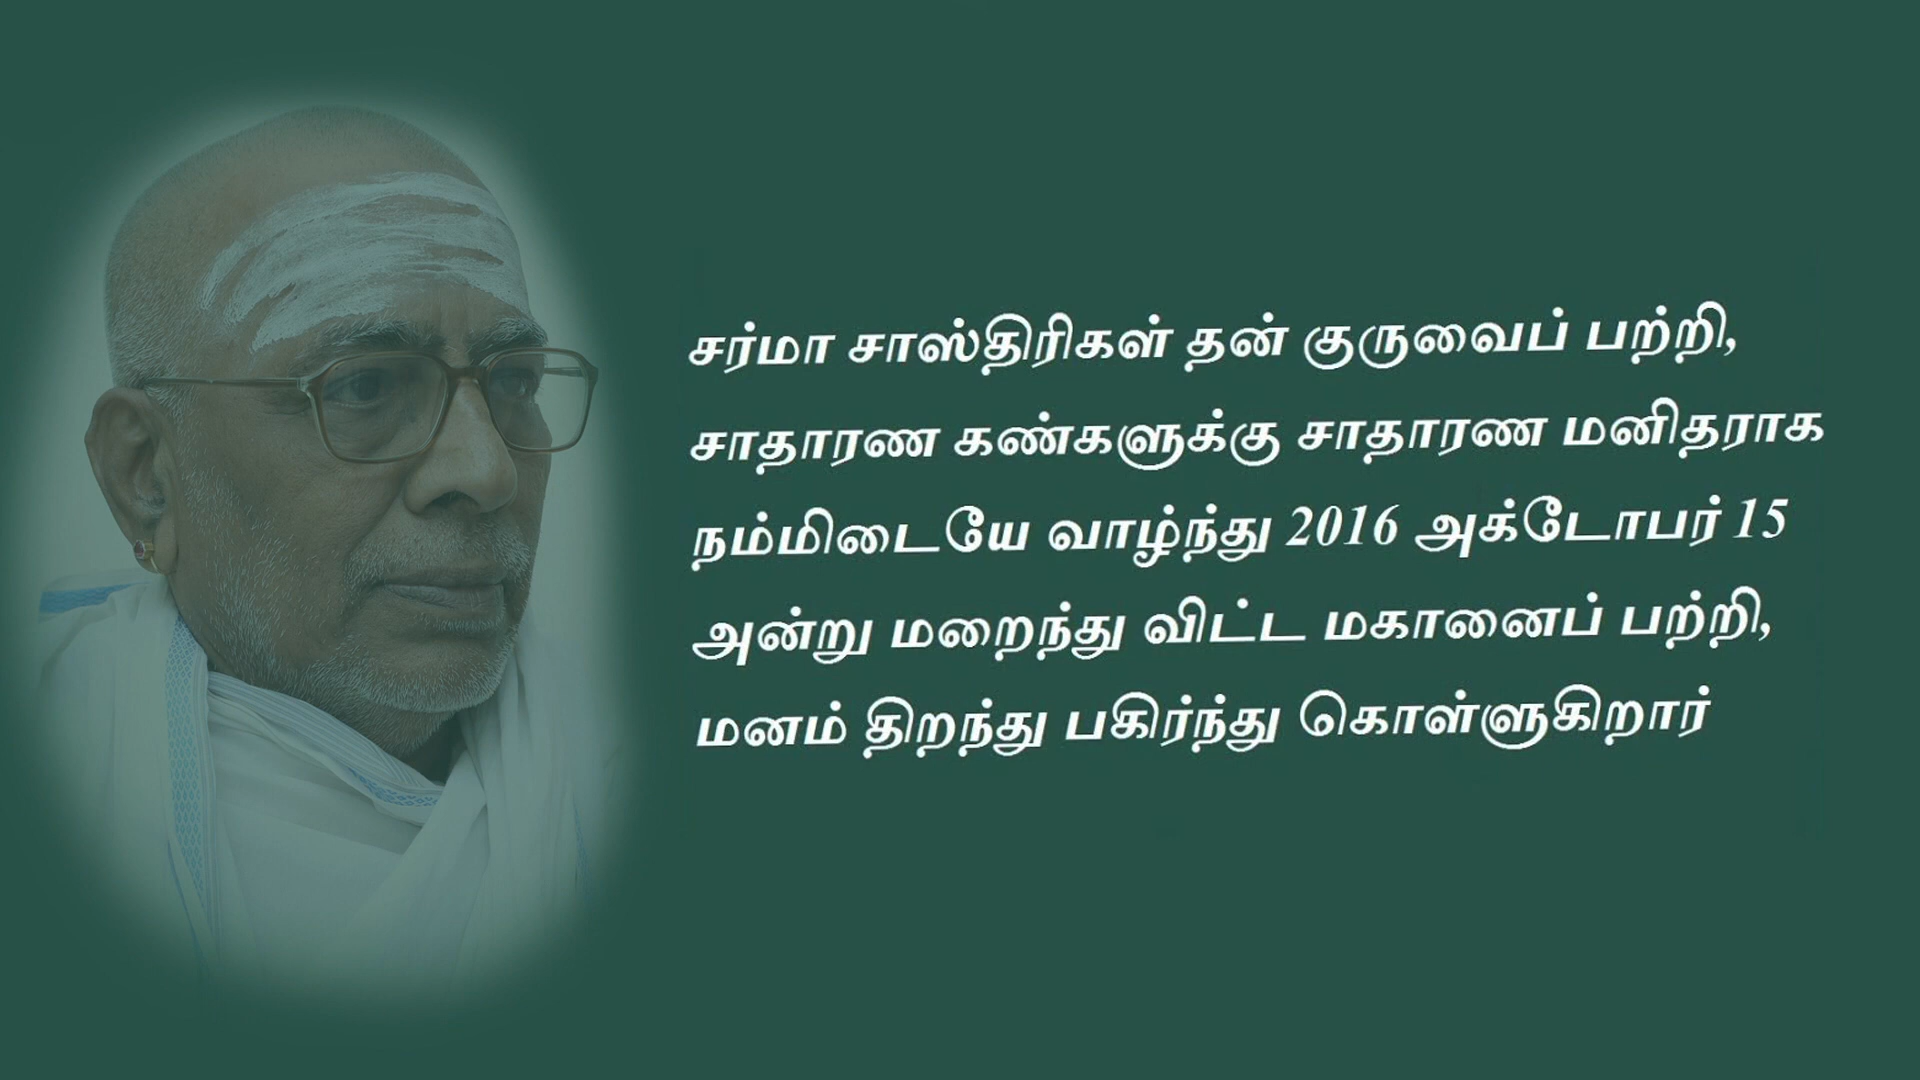 சர்மா சாஸ்திரிகள் தன் குருவைப் பற்றி,
சாதாரண கண்களுக்கு சாதாரண மனிதராக
நம்மிடையே வாழ்ந்து 2016 அக்டோபர் 15
அன்று மறைந்து விட்ட மகானைப் பற்றி,
மனம் திறந்து பகிர்ந்து கொள்ளுகிறார்